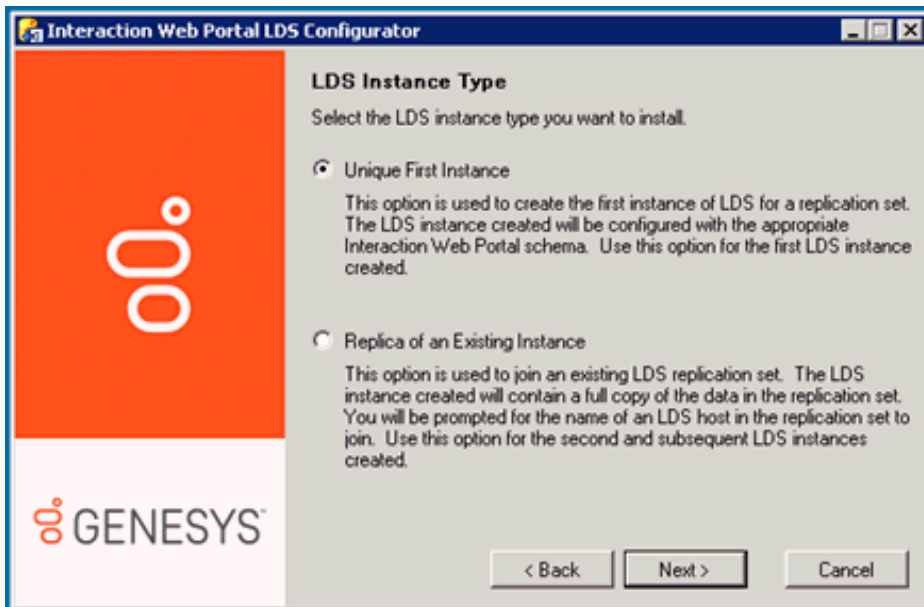 Interaction Web Portal LDS Configurator
LDS Instance Type
Select the LDS instance type you want to install.
Unique First Instance
This option is used to create the first instance of LDS for a replication set.
The LDS instance created will be configured with the appropriate
Interaction Web Portal schema.  Use this option for the first LDS instance
created.
Replica of an Existing Instance
This option is used to join an existing LDS replication set.  The LDS
instance created will contain a full copy of the data in the replication set.
You will be prompted for the name of an LDS host in the replication set to
join.  Use this option for the second and subsequent LDS instances
created.
GENESYS™
< Back
Next >
Cancel